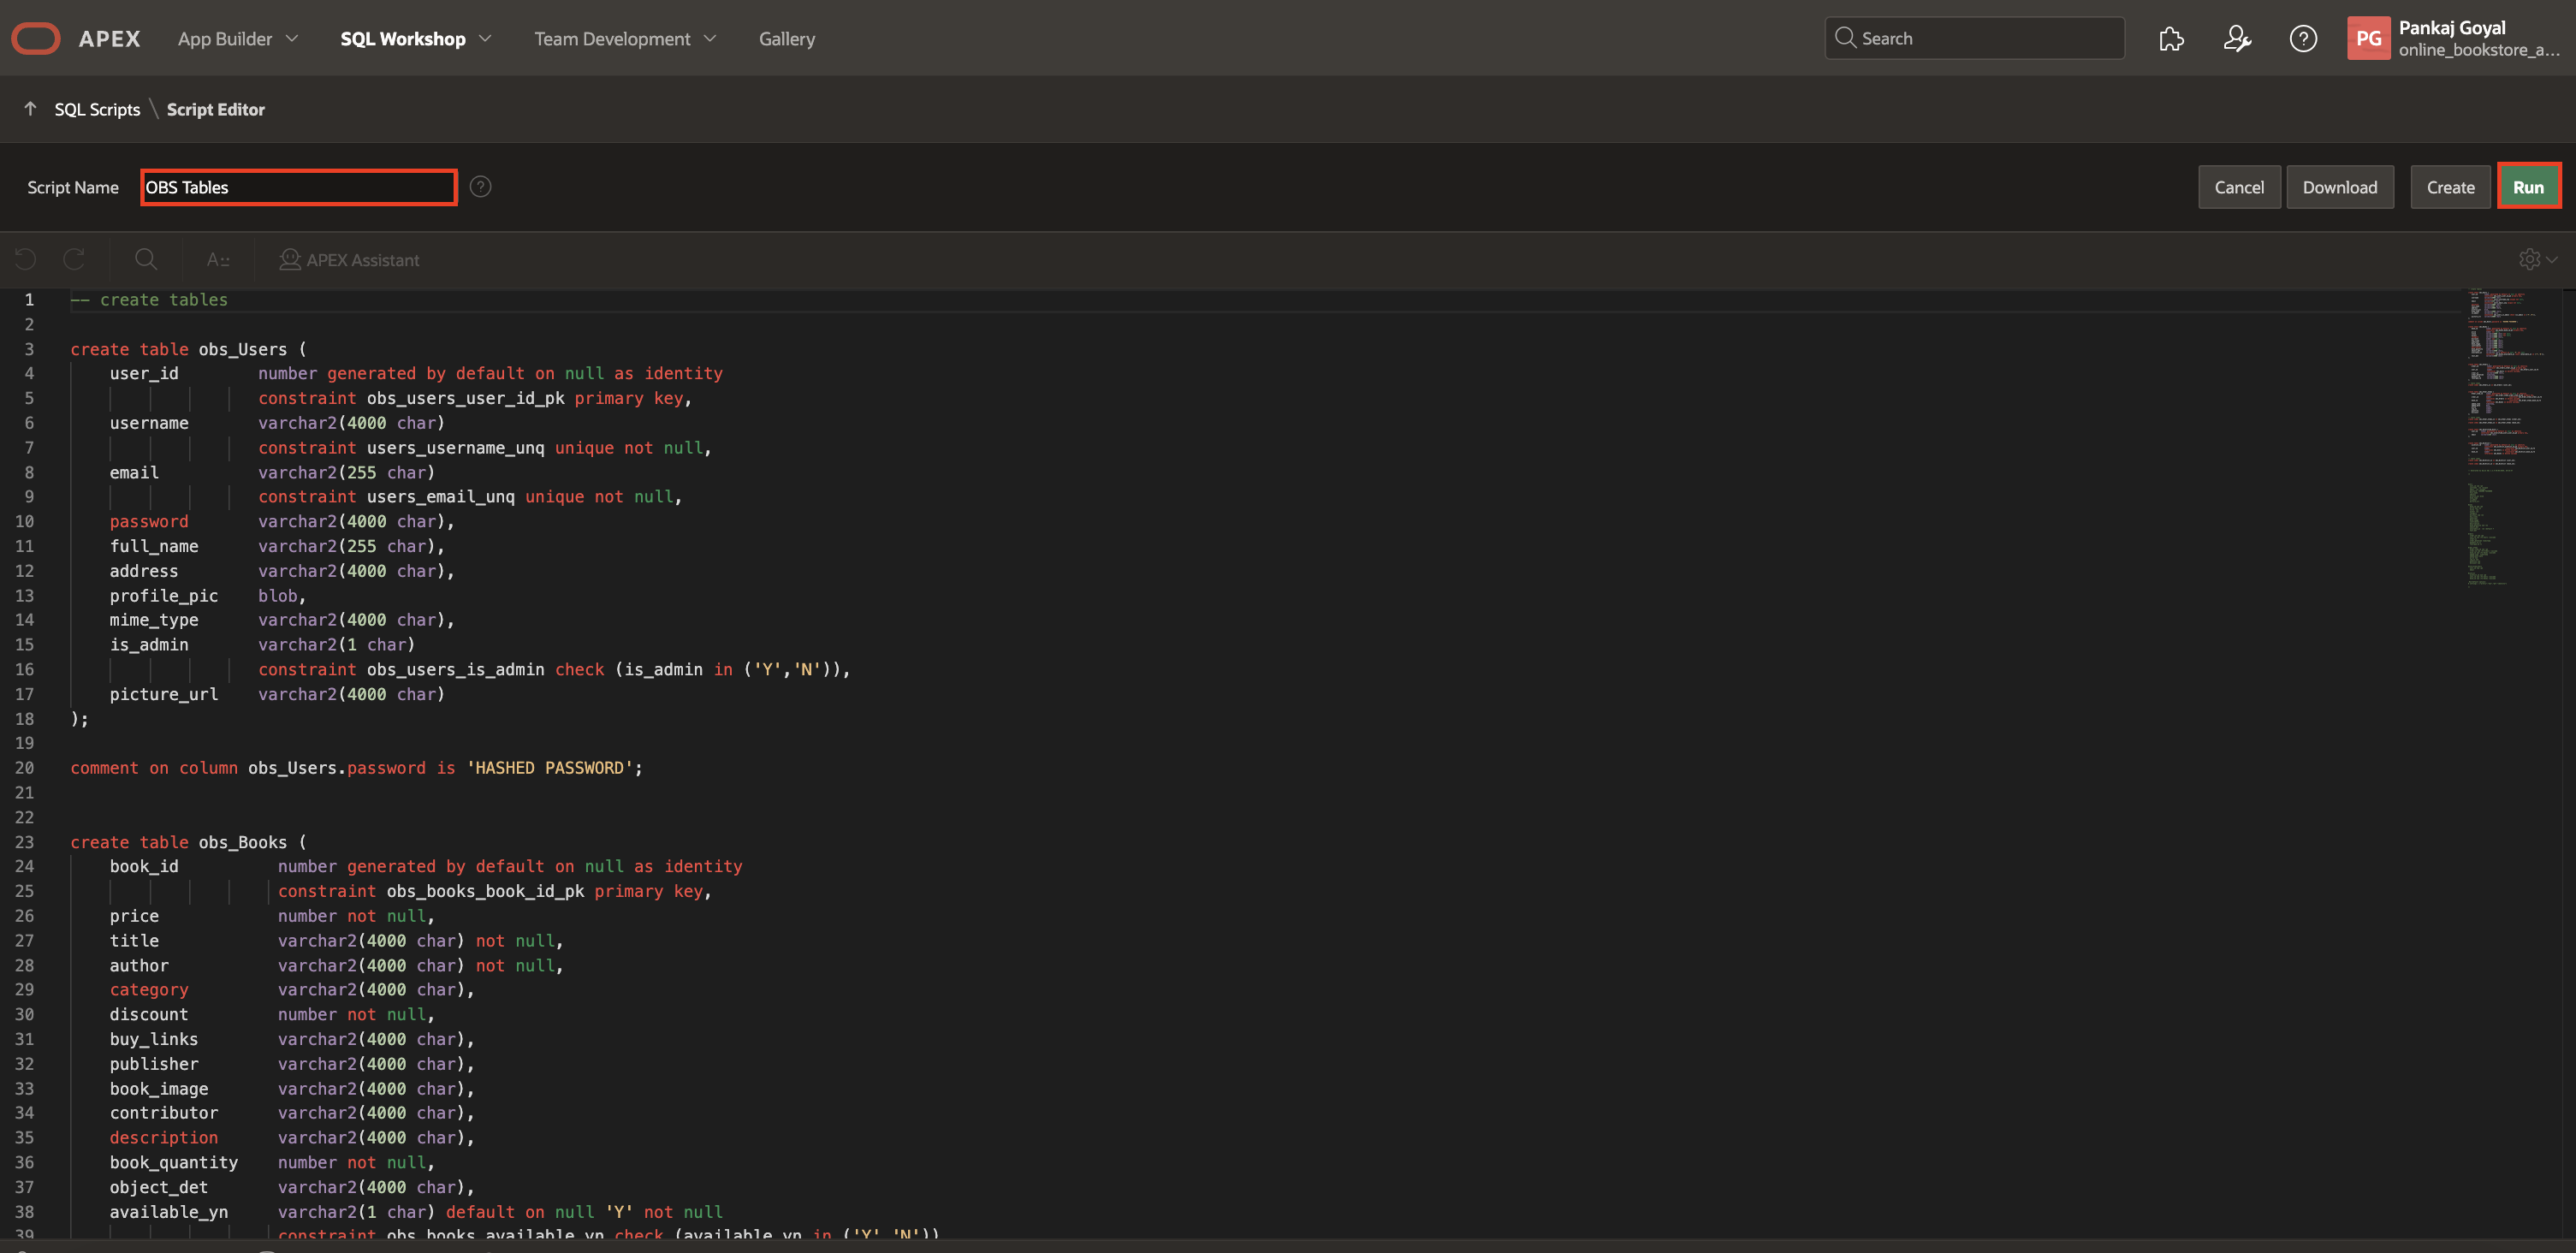 APEX App Builder SQL Workshop Team Development Gallery Search PG Pankaj Goyal
online_bookstore_a...
SQL Scripts \ Script Editor
Script Name OBS Tables Cancel Download Create Run
APEX Assistant
1 -- create tables
2
3 create table obs_Users (
4 user_id number generated by default on null as identity
5 constraint obs_users_user_id_pk primary key,
6 username varchar2(4000 char)
7 constraint users_username_unq unique not null,
8 email varchar2(255 char)
9 constraint users_email_unq unique not null,
10 password varchar2(4000 char),
11 full_name varchar2(255 char),
12 address varchar2(4000 char),
13 profile_pic blob,
14 mime_type varchar2(4000 char),
15 is_admin varchar2(1 char)
16 constraint obs_users_is_admin check (is_admin in ('Y','N')),
17 picture_url varchar2(4000 char)
18 );
19
20 comment on column obs_Users.password is 'HASHED PASSWORD';
21
22
23 create table obs_Books (
24 book_id number generated by default on null as identity
25 constraint obs_books_book_id_pk primary key,
26 price number not null,
27 title varchar2(4000 char) not null,
28 author varchar2(4000 char) not null,
29 category varchar2(4000 char),
30 discount number not null,
31 buy_links varchar2(4000 char),
32 publisher varchar2(4000 char),
33 book_image varchar2(4000 char),
34 contributor varchar2(4000 char),
35 description varchar2(4000 char),
36 book_quantity number not null,
37 object_det varchar2(4000 char),
38 available_yn varchar2(1 char) default on null 'Y' not null
39 constraint obs_books_available_yn check (available_yn in ('Y','N'))